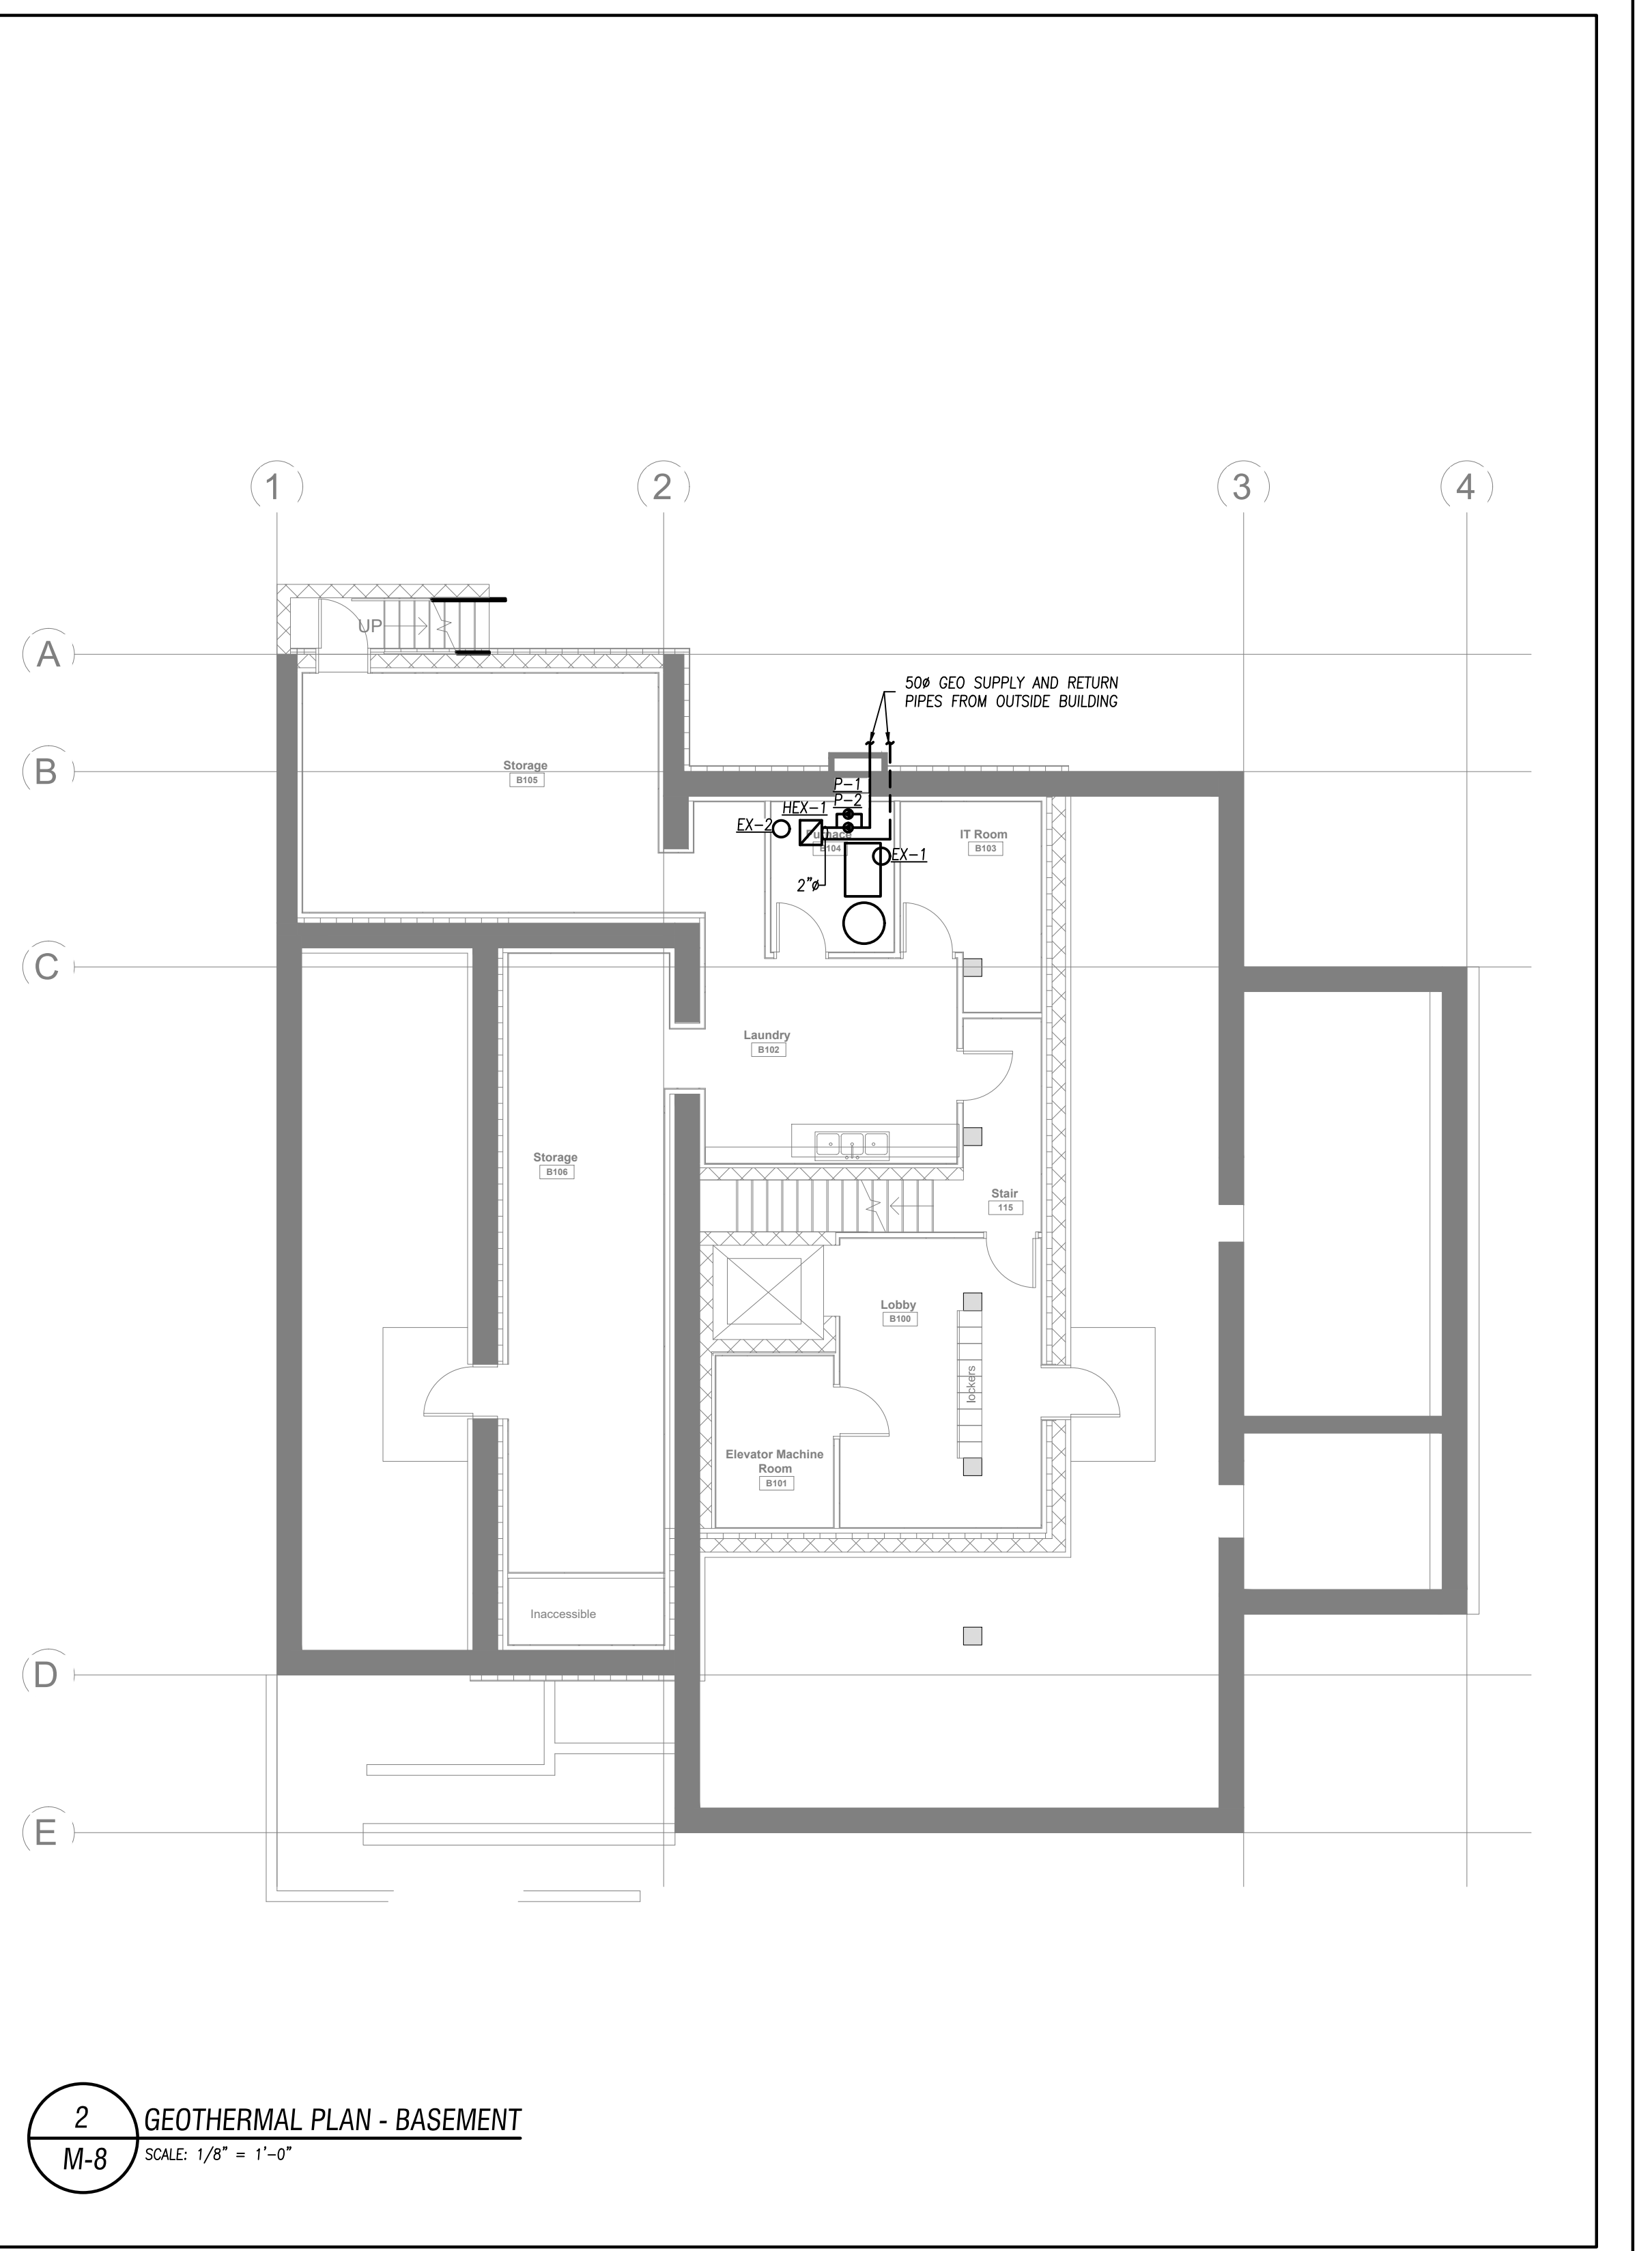 1
2
3
4
UP
A
50ø GEO SUPPLY AND RETURN
PIPES FROM OUTSIDE BUILDING
B
Storage
B105
P-1
P-2
HEX-1
EX-2
Furnace
B104
IT Room
B103
EX-1
2"ø
C
Laundry
B102
Storage
B106
Stair
115
Lobby
B100
lockers
Elevator Machine
Room
B101
Inaccessible
D
E
2
M-8
GEOTHERMAL PLAN - BASEMENT
SCALE: 1/8" = 1'-0"